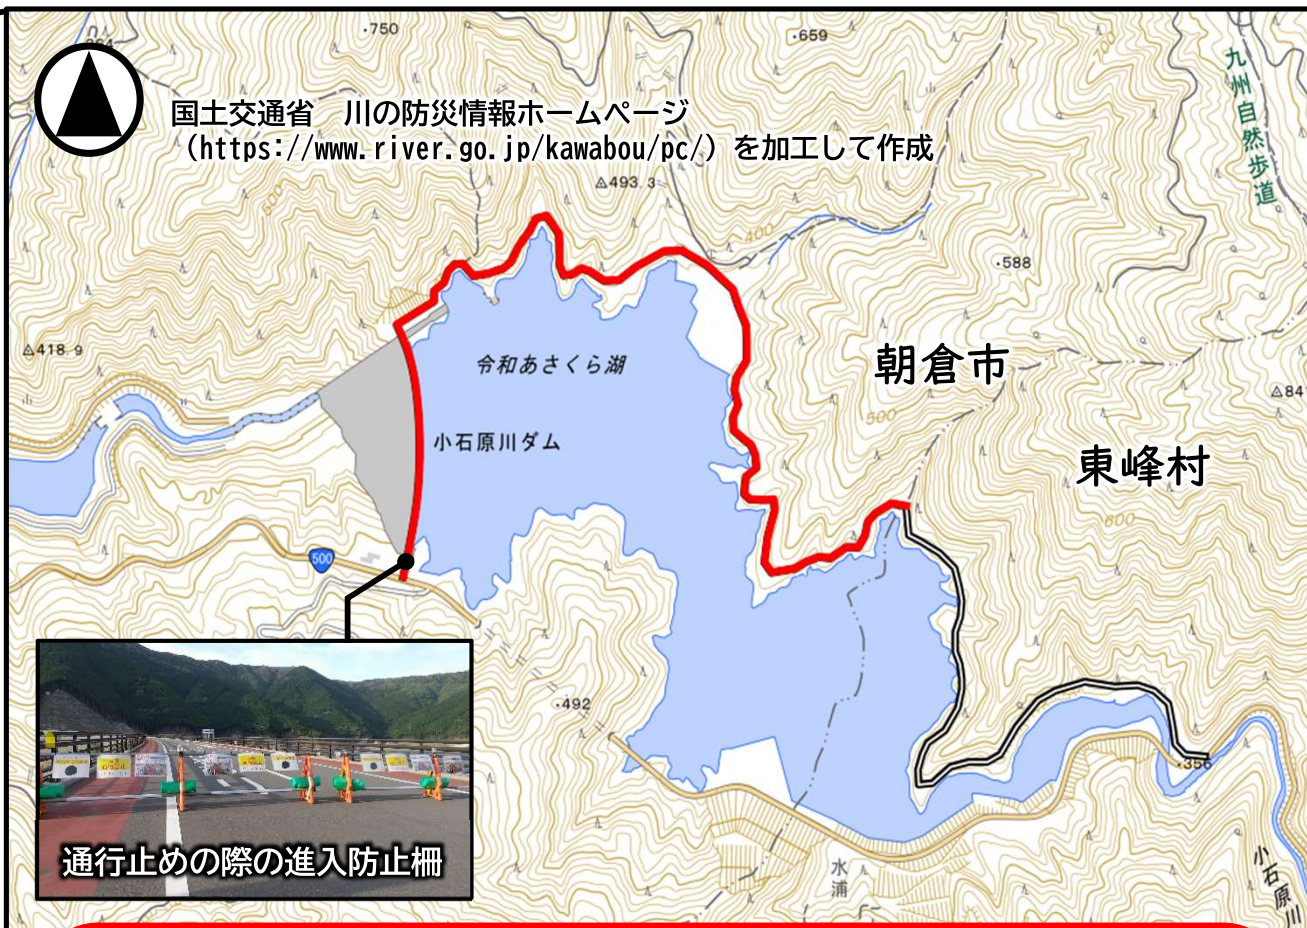 ・750
・659
国土交通省　川の防災情報ホームページ
（https://www.river.go.jp/kawabou/pc/）を加工して作成
九州自然歩道
700
493.3
500
400
・588
418.9
令和あさくら湖
朝倉市
500
84
小石原川ダム
東峰村
600
500
・492
・356
通行止めの際の進入防止柵
水浦
小石原川